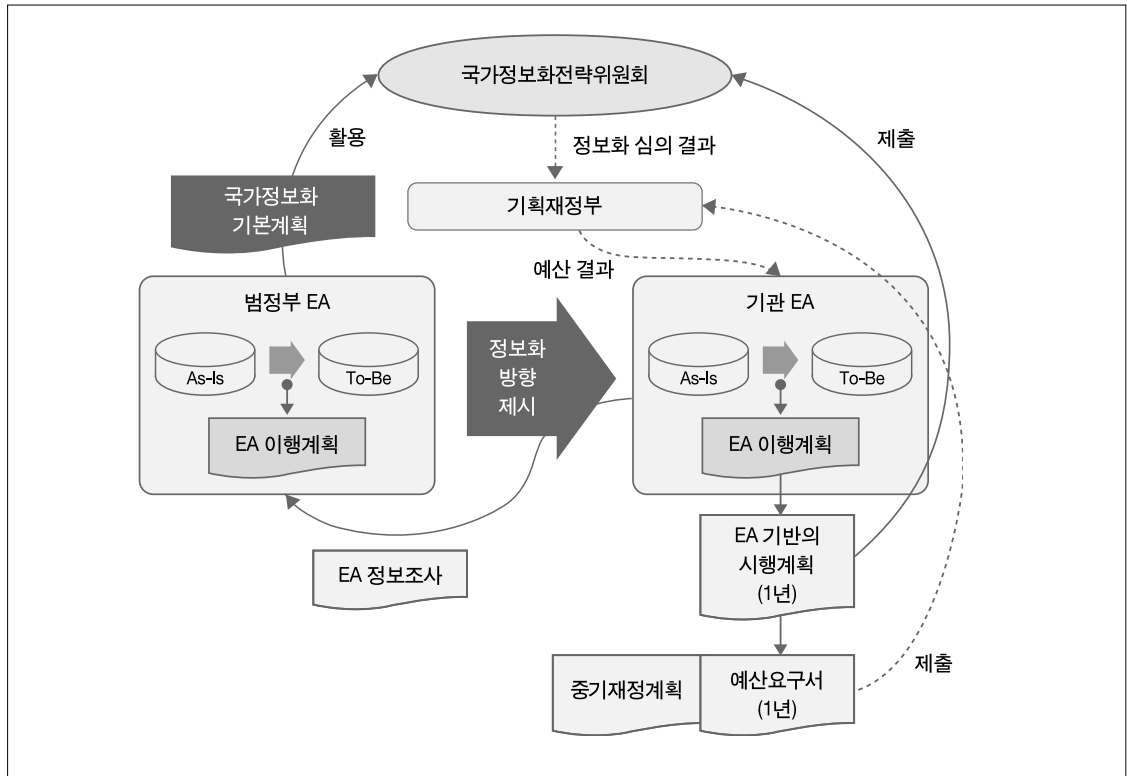 국가정보화전략위원회
활용
정보화 심의 결과
제출
국가정보화
기본계획
기획재정부
예산 결과
범정부 EA
As-Is
To-Be
EA 이행계획
정보화
방향
제시
기관 EA
As-Is
To-Be
EA 이행계획
EA 정보조사
EA 기반의
시행계획
(1년)
중기재정계획
예산요구서
(1년)
제출